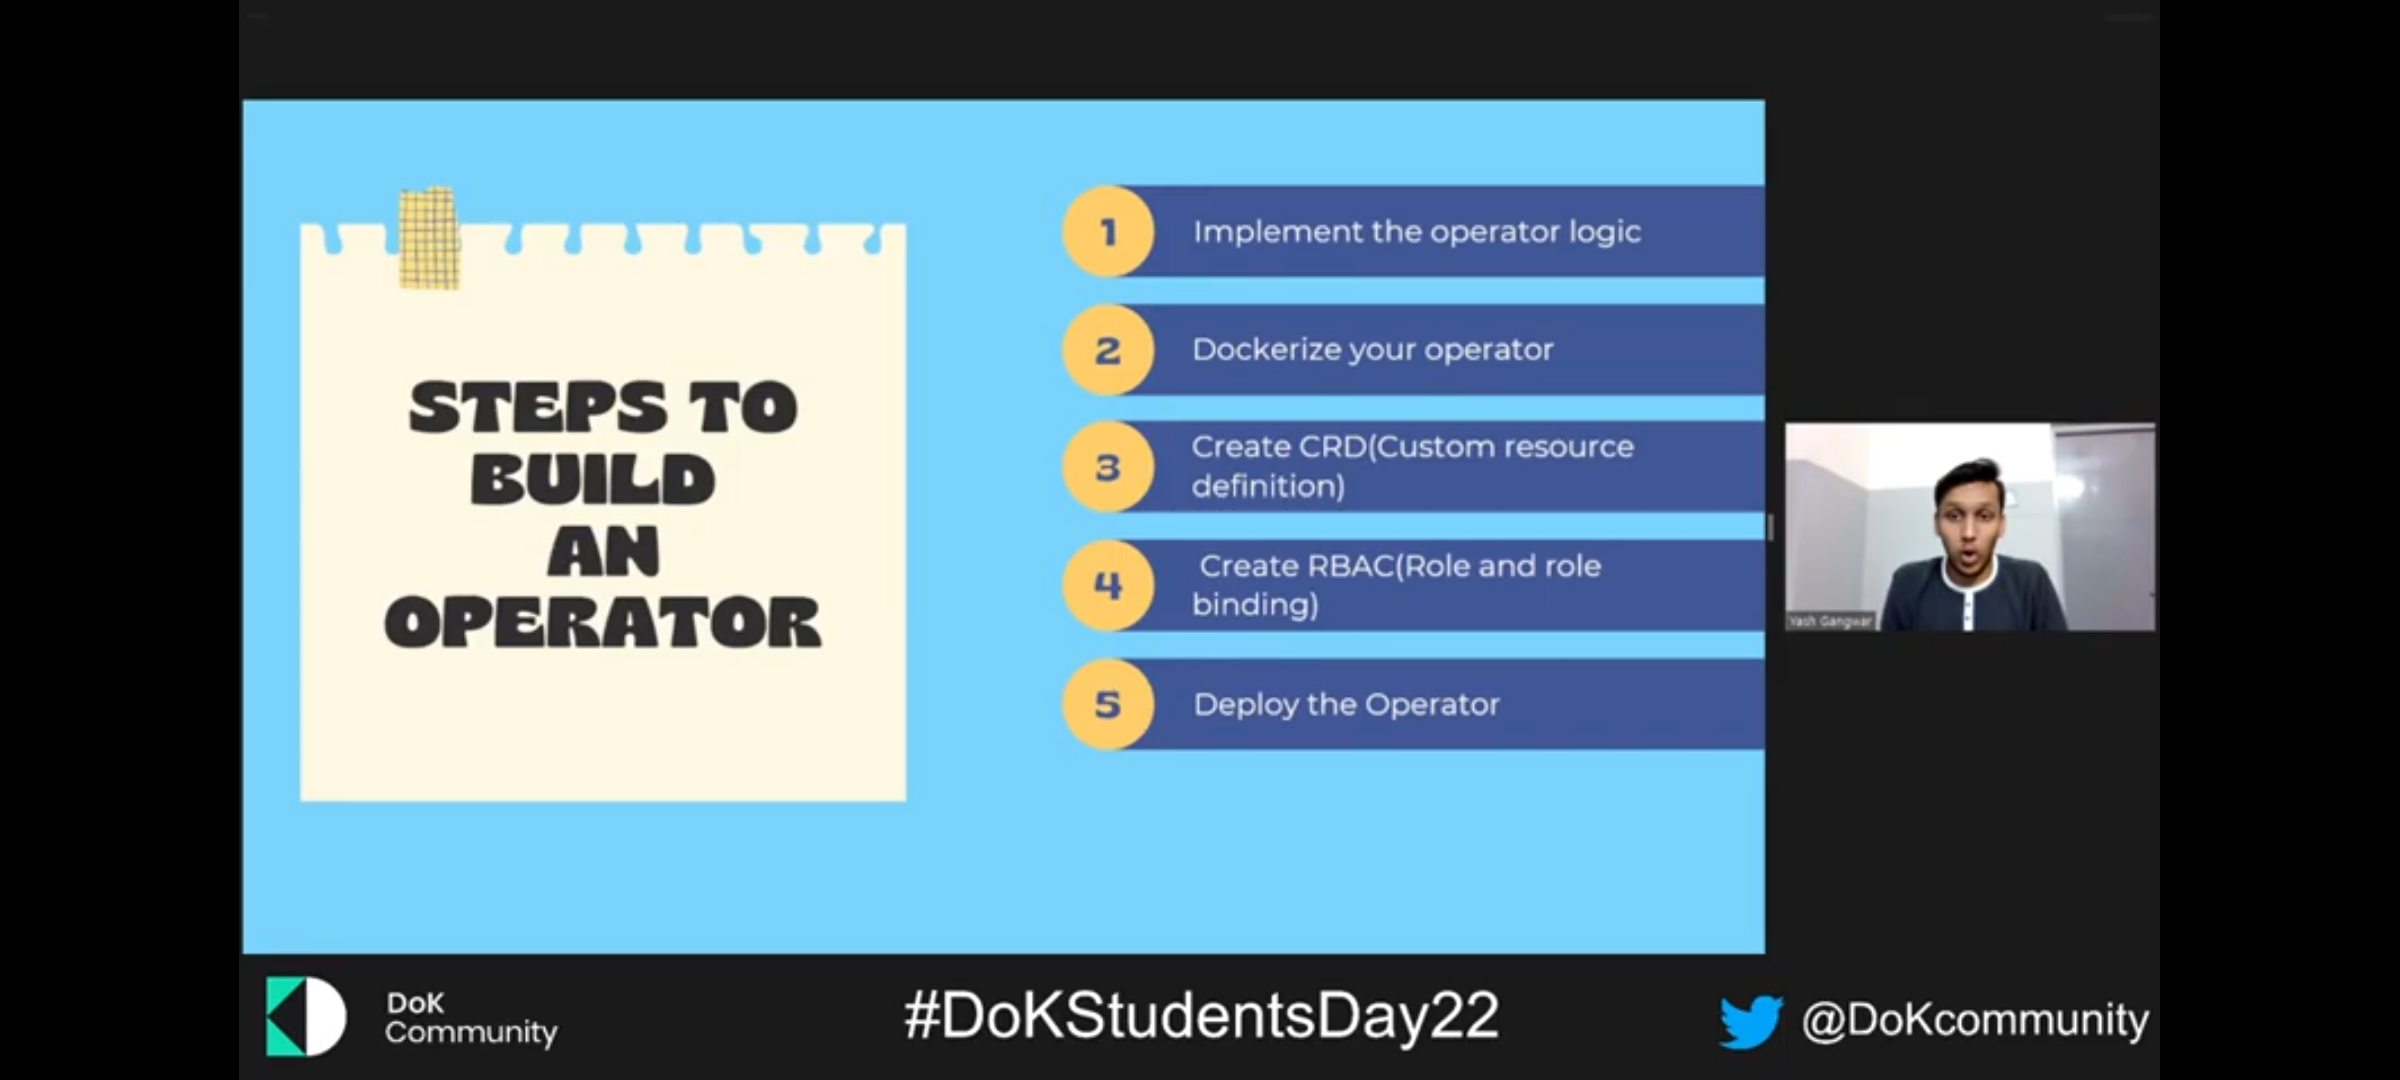 STEPS TO
BUILD
AN
OPERATOR
1
Implement the operator logic
2
Dockerize your operator
3
Create CRD(Custom resource
definition)
4
Create RBAC(Role and role
binding)
5
Deploy the Operator
Yash Gangwar
DoK
Community
#DoKStudentsDay22
@DoKcommunity